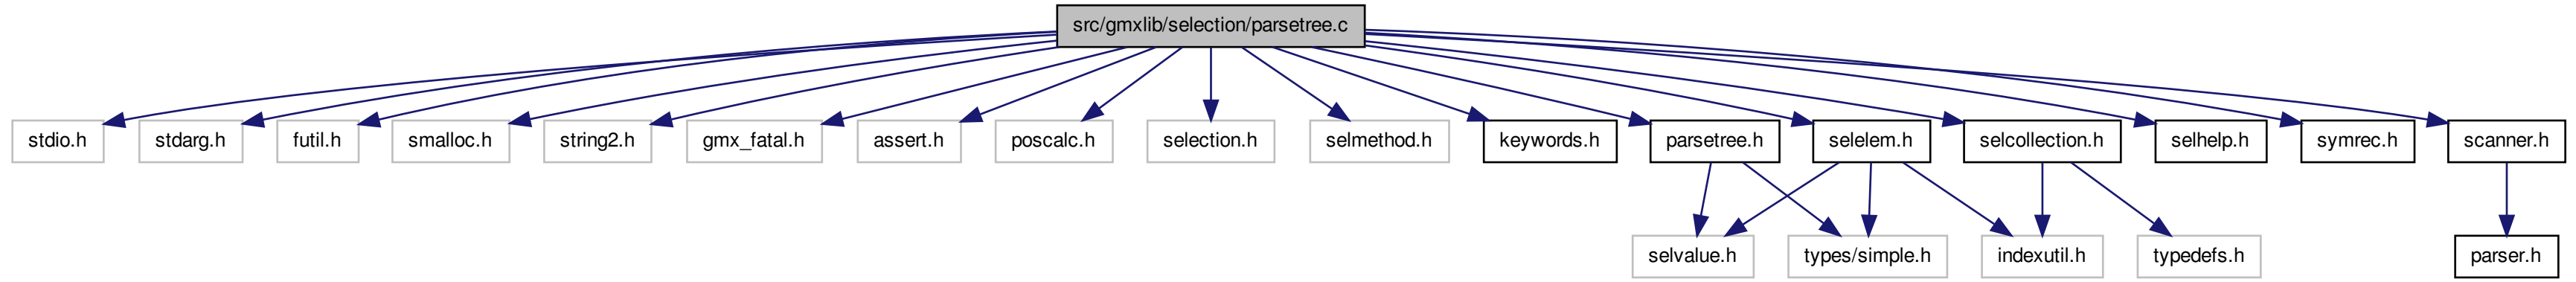 src/gmxlib/selection/parsetree.c
stdio.h
stdarg.h
futil.h
smalloc.h
string2.h
gmx_fatal.h
assert.h
poscalc.h
selection.h
selmethod.h
keywords.h
parsetree.h
selelem.h
selcollection.h
selhelp.h
symrec.h
scanner.h
selvalue.h
types/simple.h
indexutil.h
typedefs.h
parser.h